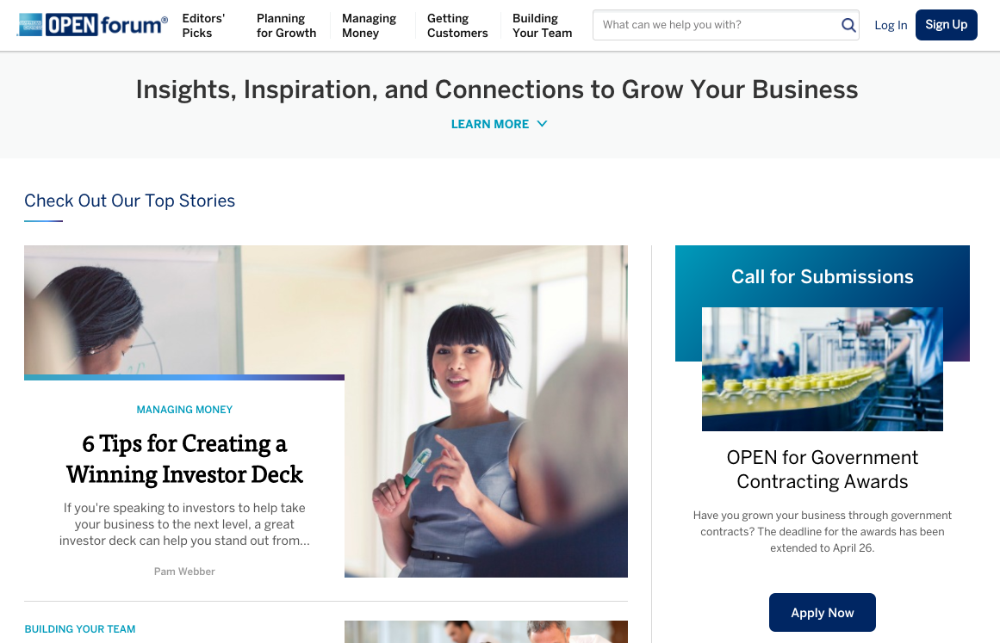 OPEN forum®
Editors'
Picks
Planning
for Growth
Managing
Money
Getting
Customers
Building
Your Team
What can we help you with?
Log In
Sign Up
Insights, Inspiration, and Connections to Grow Your Business
LEARN MORE
Check Out Our Top Stories
MANAGING MONEY
6 Tips for Creating a
Winning Investor Deck
If you're speaking to investors to help take
your business to the next level, a great
investor deck can help you stand out from...
Pam Webber
BUILDING YOUR TEAM
Call for Submissions
OPEN for Government
Contracting Awards
Have you grown your business through government
contracts? The deadline for the awards has been
extended to April 26.
Apply Now